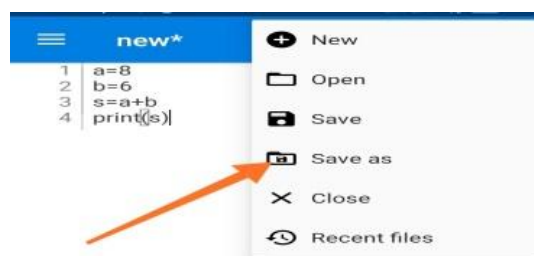 new*
1 a=8
2 b=6
3 s=a+b
4 print(s)
New
Open
Save
Save as
Close
Recent files